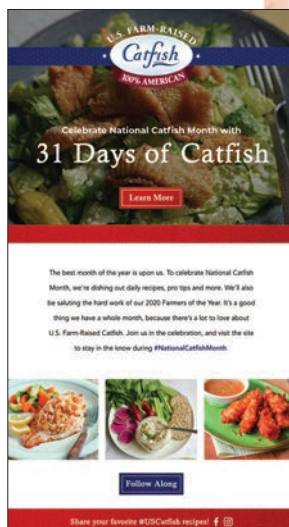 U.S. FARM-RAISED
Catfish
100% AMERICAN
Celebrate National Catfish Month with
31 Days of Catfish
Learn More
The best month of the year is upon us. To celebrate National Catfish
Month, we're dishing out daily recipes, pro tips and more. We'll also
be saluting the hard work of our 2020 Farmers of the Year. It's a good
thing we have a whole month, because there's a lot to love about
U.S. Farm-Raised Catfish. Join us in the celebration, and visit the site
to stay in the know during #NationalCatfishMonth.
Follow Along
Share your favorite #USCatfish recipes!